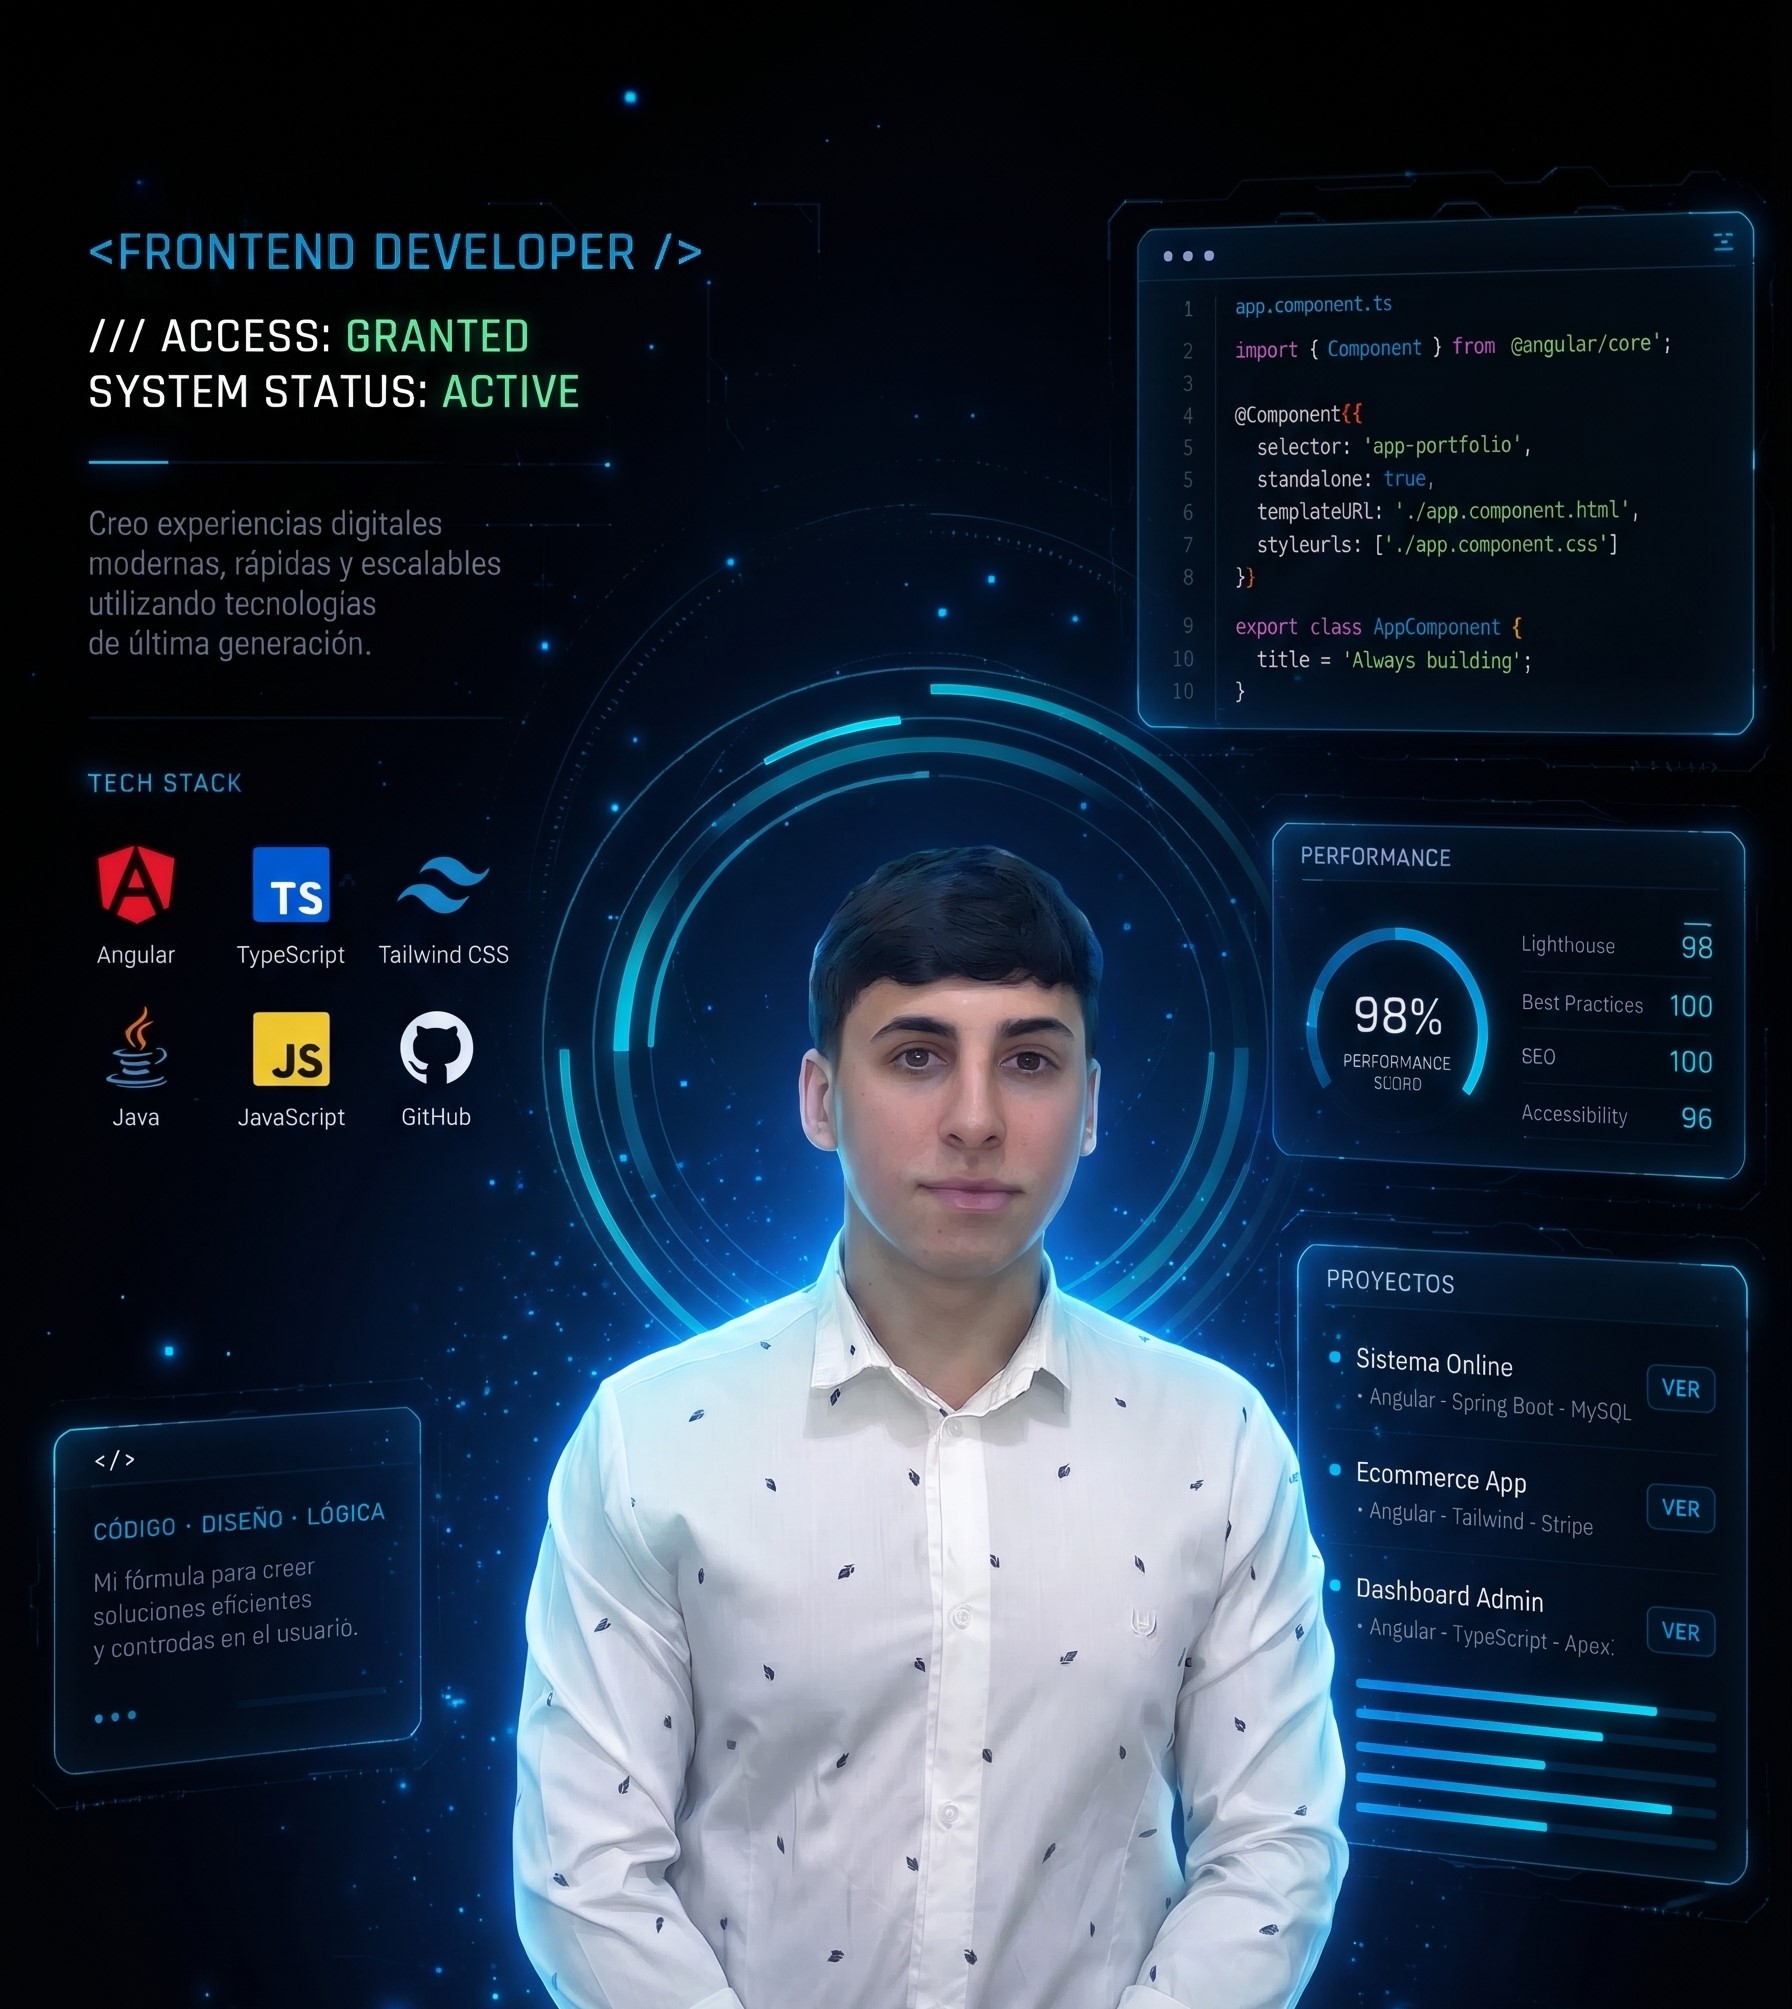 <FRONTEND DEVELOPER />
/// ACCESS: GRANTED
SYSTEM STATUS: ACTIVE
Creo experiencias digitales
modernas, rápidas y escalables
utilizando tecnologías
de última generación.
TECH STACK
TS
Angular TypeScript Tailwind CSS
JS
Java JavaScript GitHub
</>
CÓDIGO · DISEÑO · LÓGICA
Mi fórmula para creer
soluciones eficientes
y controdas en el usuario.
1 app.component.ts
2 import { Component } from @angular/core';
3
4 @Component{{
5 selector: 'app-portfolio',
5 standalone: true,
6 templateURL: './app.component.html',
7 styleurls: ['./app.component.css']
8 }}
9 export class AppComponent {
10 title = 'Always building';
10 }
PERFORMANCE
98%
PERFORMANCE
Lighthouse 98
Best Practices 100
SEO 100
Accessibility 96
PROYECTOS
Sistema Online
• Angular - Spring Boot - MySQL
VER
Ecommerce App
• Angular - Tailwind - Stripe
VER
Dashboard Admin
• Angular - TypeScript - Apex:
VER